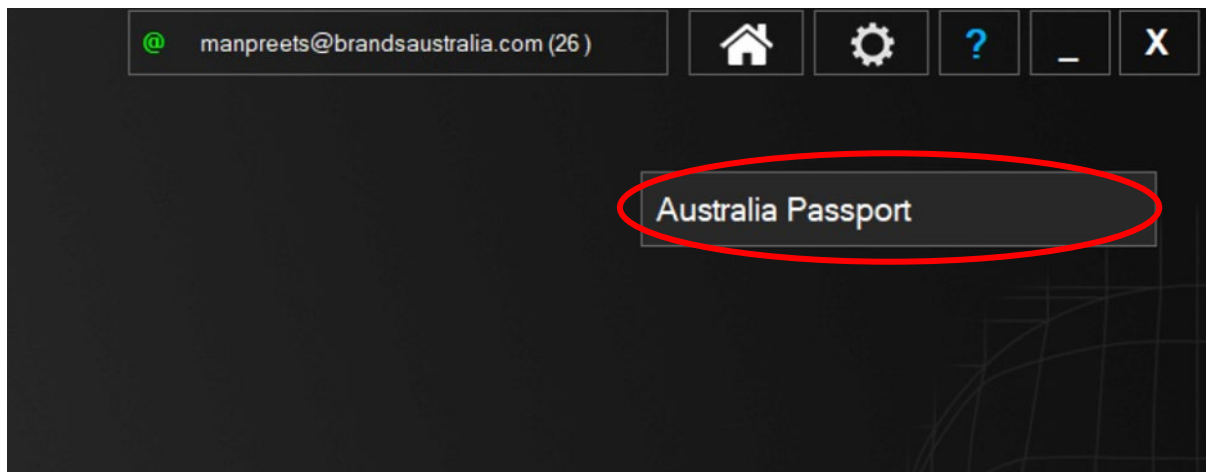 @ manpreets@brandsaustralia.com (26 ) ? _ X
Australia Passport